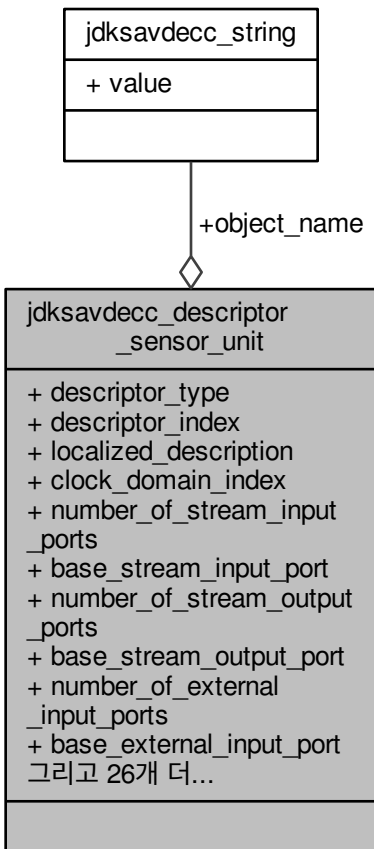 jdksavdecc_string
+ value
+object_name
jdksavdecc_descriptor
_sensor_unit
+ descriptor_type
+ descriptor_index
+ localized_description
+ clock_domain_index
+ number_of_stream_input
_ports
+ base_stream_input_port
+ number_of_stream_output
_ports
+ base_stream_output_port
+ number_of_external
_input_ports
+ base_external_input_port
그리고 26개 더...